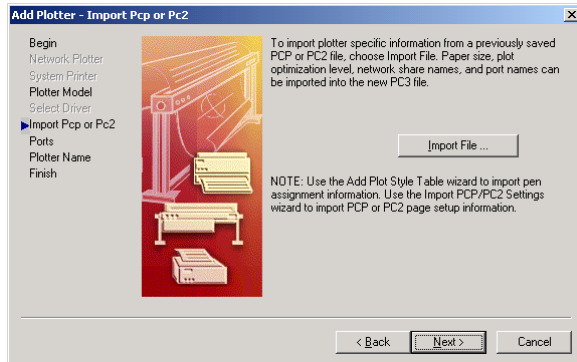 Add Plotter - Import Pcp or Pc2
Begin
Network Plotter
System Printer
Plotter Model
Select Driver
Import Pcp or Pc2
Ports
Plotter Name
Finish
To import plotter specific information from a previously saved
PCP or PC2 file, choose Import File. Paper size, plot
optimization level, network share names, and port names can
be imported into the new PC3 file.
Import File ...
NOTE: Use the Add Plot Style Table wizard to import pen
assignment information. Use the Import PCP/PC2 Settings
wizard to import PCP or PC2 page setup information.
< Back
Next >
Cancel